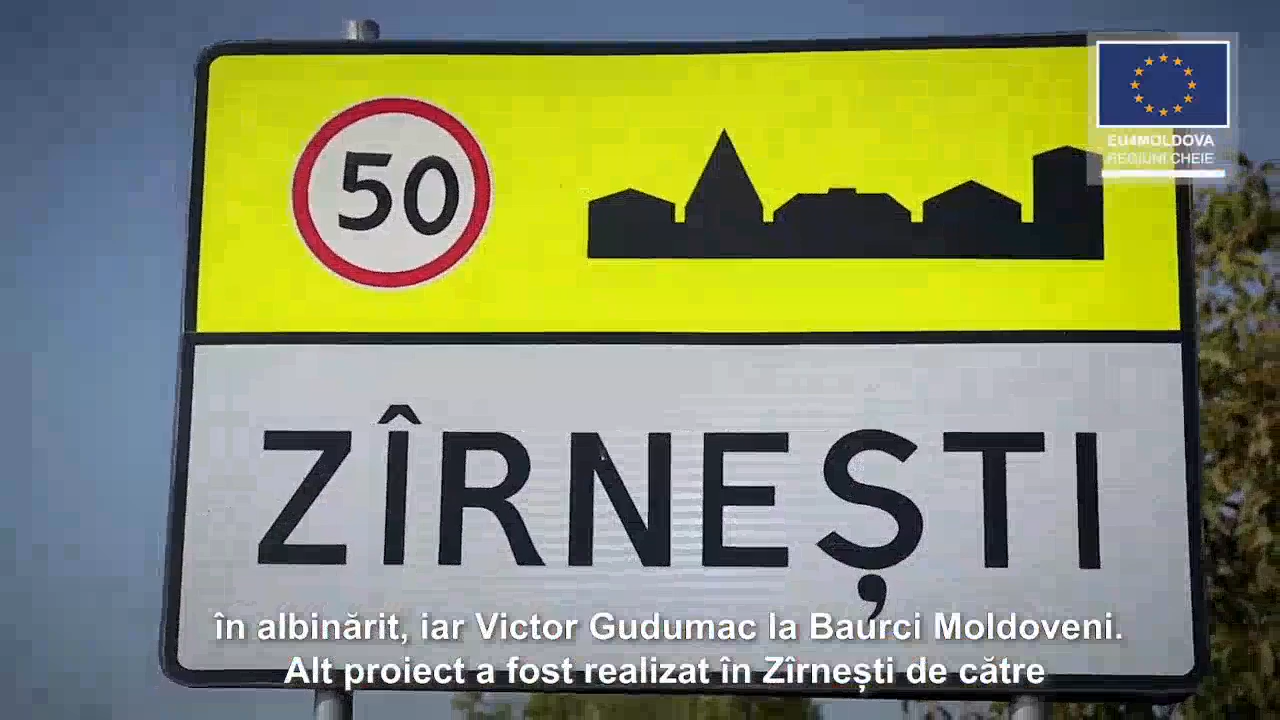 50
EU4MOLDOVA
REGIUNI CHEIE
ZÎRNEȘTI
în albinărit, iar Victor Gudumac la Baurci Moldoveni.
Alt proiect a fost realizat în Zîrnești de către